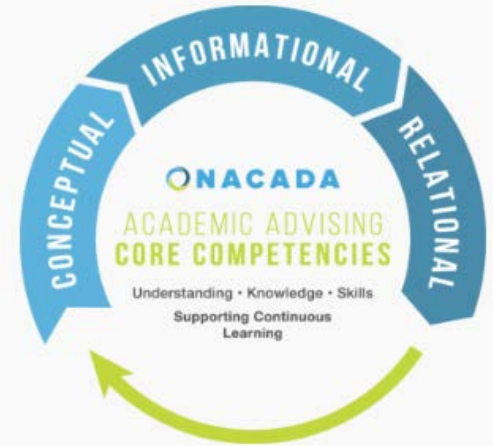 CONCEPTUAL
INFORMATIONAL
RELATIONAL
NACADA
ACADEMIC ADVISING
CORE COMPETENCIES
Understanding • Knowledge • Skills
Supporting Continuous
Learning